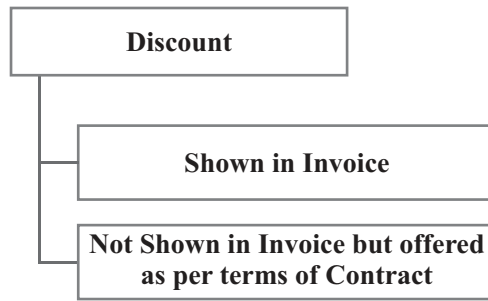 Discount
Shown in Invoice
Not Shown in Invoice but offered
as per terms of Contract